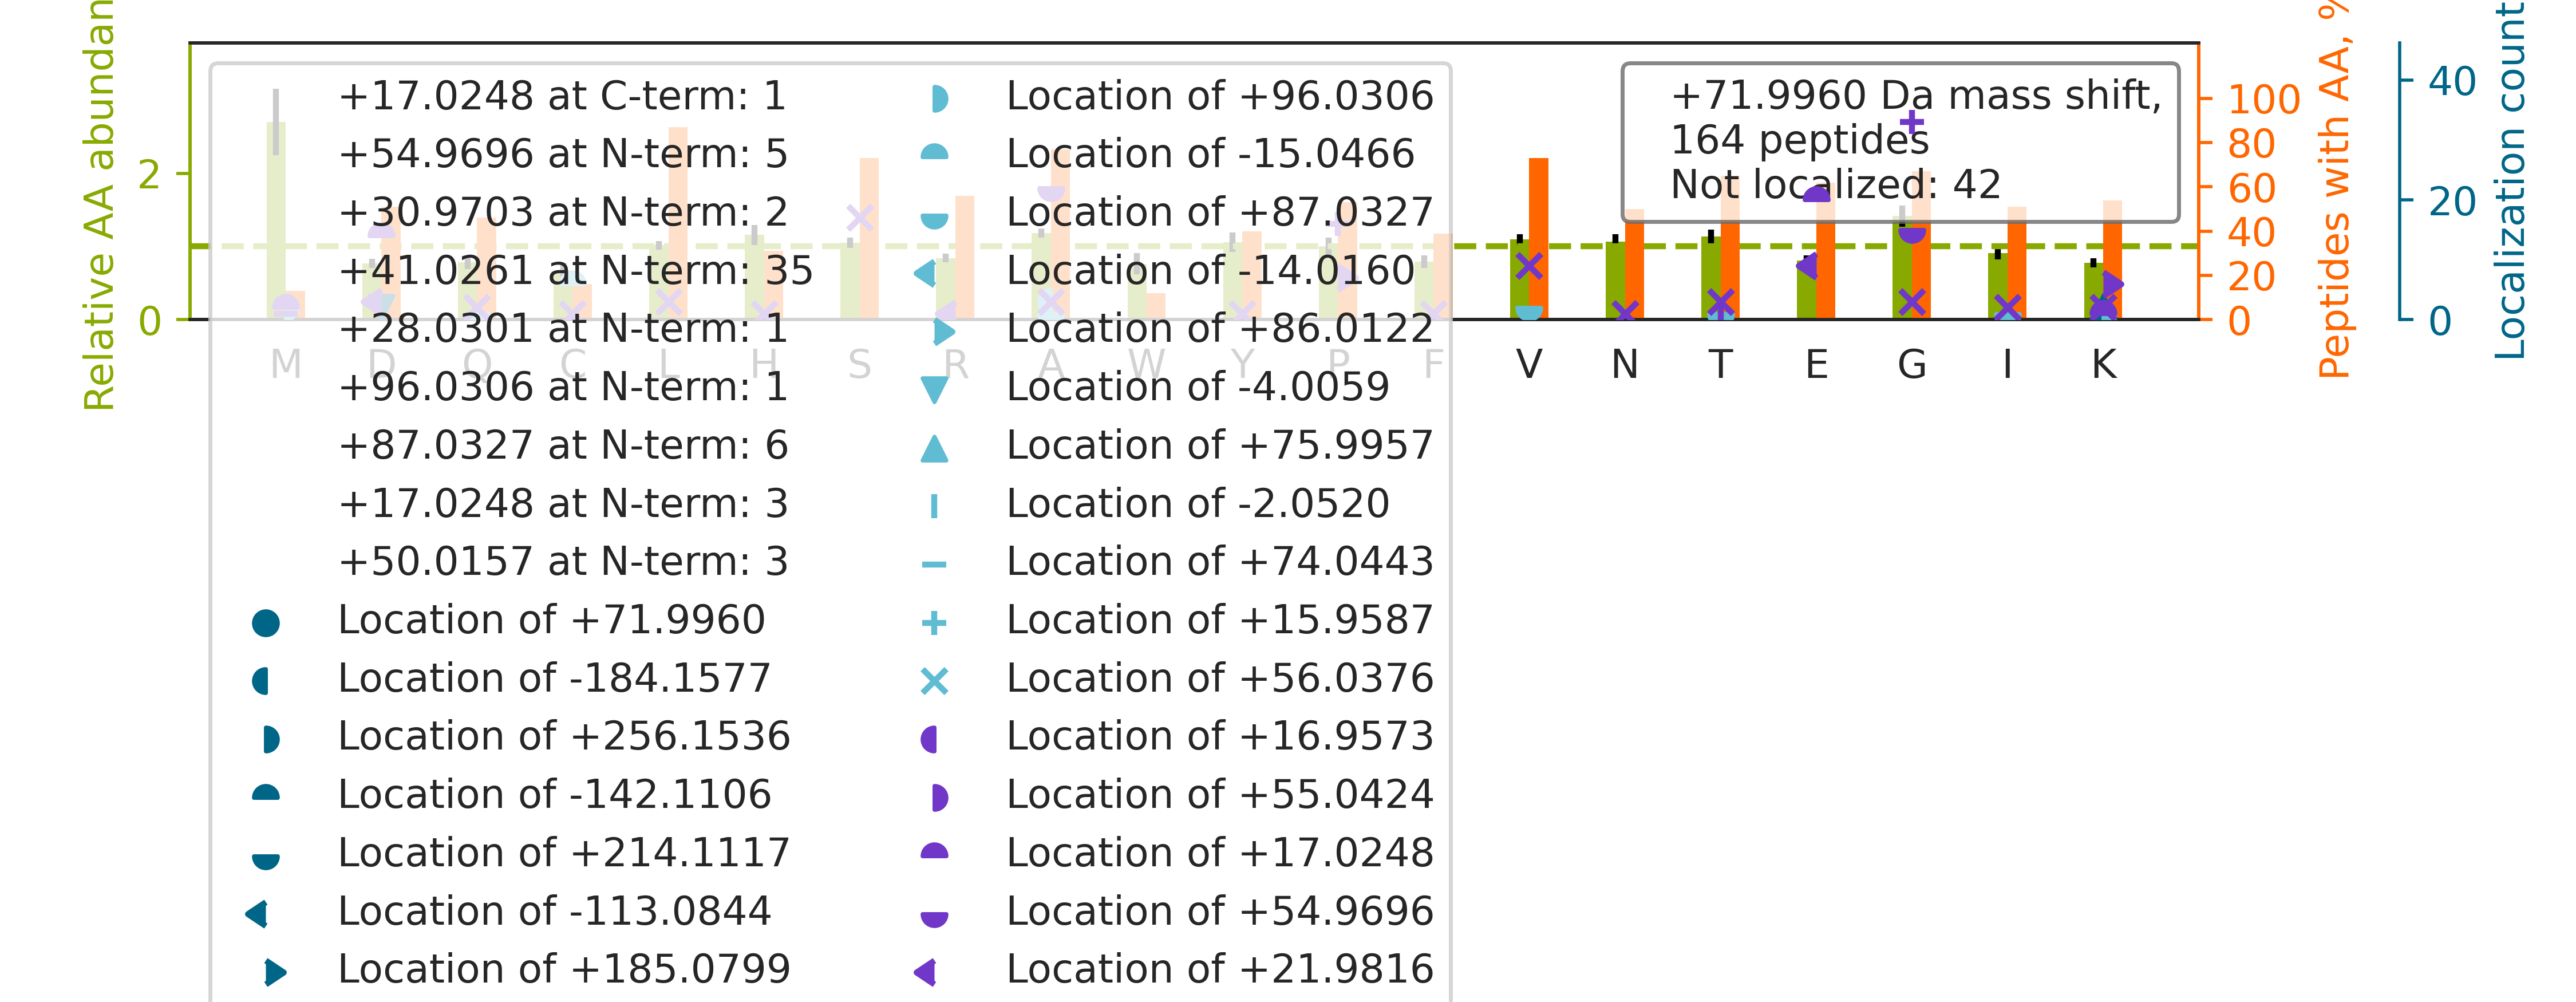 Relative AA abundan
2
0
+17.0248 at C-term: 1
+54.9696 at N-term: 5
+30.9703 at N-term: 2
+41.0261 at N-term: 35
+28.0301 at N-term: 1
+96.0306 at N-term: 1
+87.0327 at N-term: 6
+17.0248 at N-term: 3
+50.0157 at N-term: 3
Location of +71.9960
Location of -184.1577
Location of +256.1536
Location of -142.1106
Location of +214.1117
Location of -113.0844
Location of +185.0799
Location of +96.0306
Location of -15.0466
Location of +87.0327
Location of -14.0160
Location of +86.0122
Location of -4.0059
Location of +75.9957
Location of -2.0520
Location of +74.0443
Location of +15.9587
Location of +56.0376
Location of +16.9573
Location of +55.0424
Location of +17.0248
Location of +54.9696
Location of +21.9816
+71.9960 Da mass shift,
164 peptides
Not localized: 42
M D Q C L H S R A W Y P F V N T E G I K
100
80
60
40
20
0
Peptides with AA, %
40
20
0
Localization count